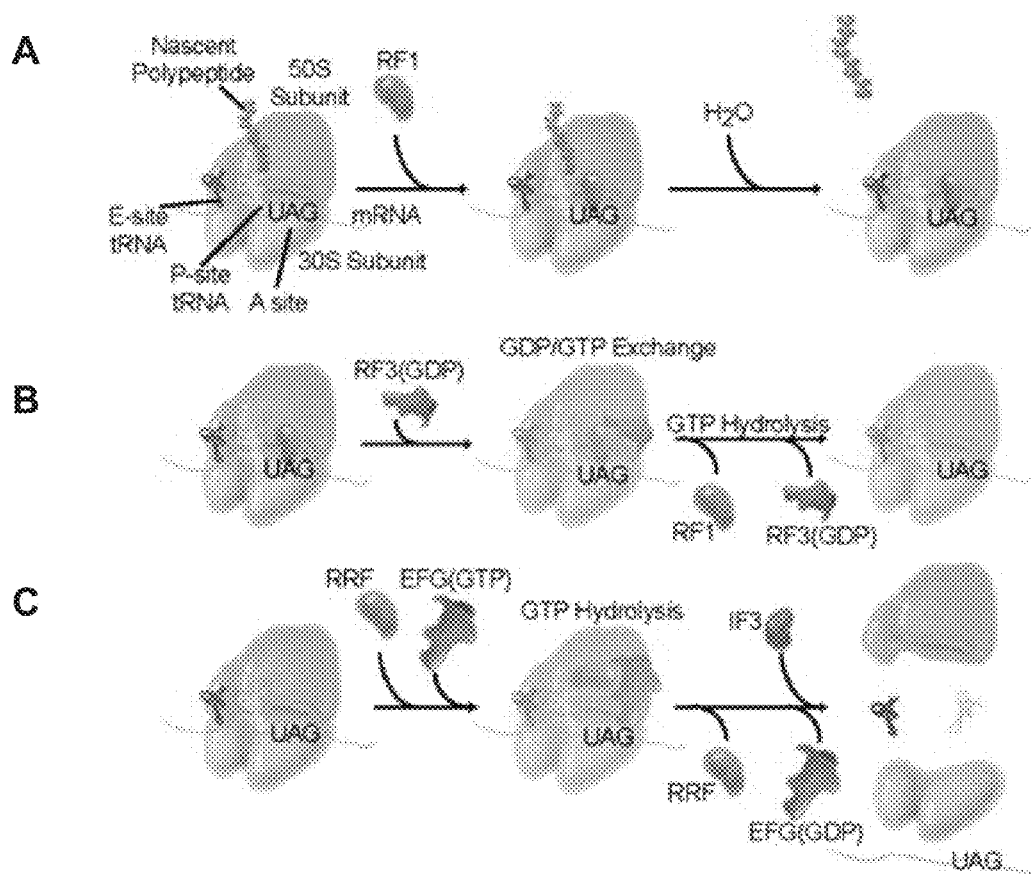 A
Nascent
Polypeptide
50S
Subunit
RF1
H2O
E-site
tRNA
UAG
mRNA
P-site
tRNA
A site
30S Subunit
UAG
UAG
B
RF3(GDP)
GDP/GTP Exchange
GTP Hydrolysis
UAG
UAG
UAG
RF1
RF3(GDP)
C
RRF
EFG(GTP)
GTP Hydrolysis
IF3
UAG
UAG
RRF
EFG(GDP)
UAG